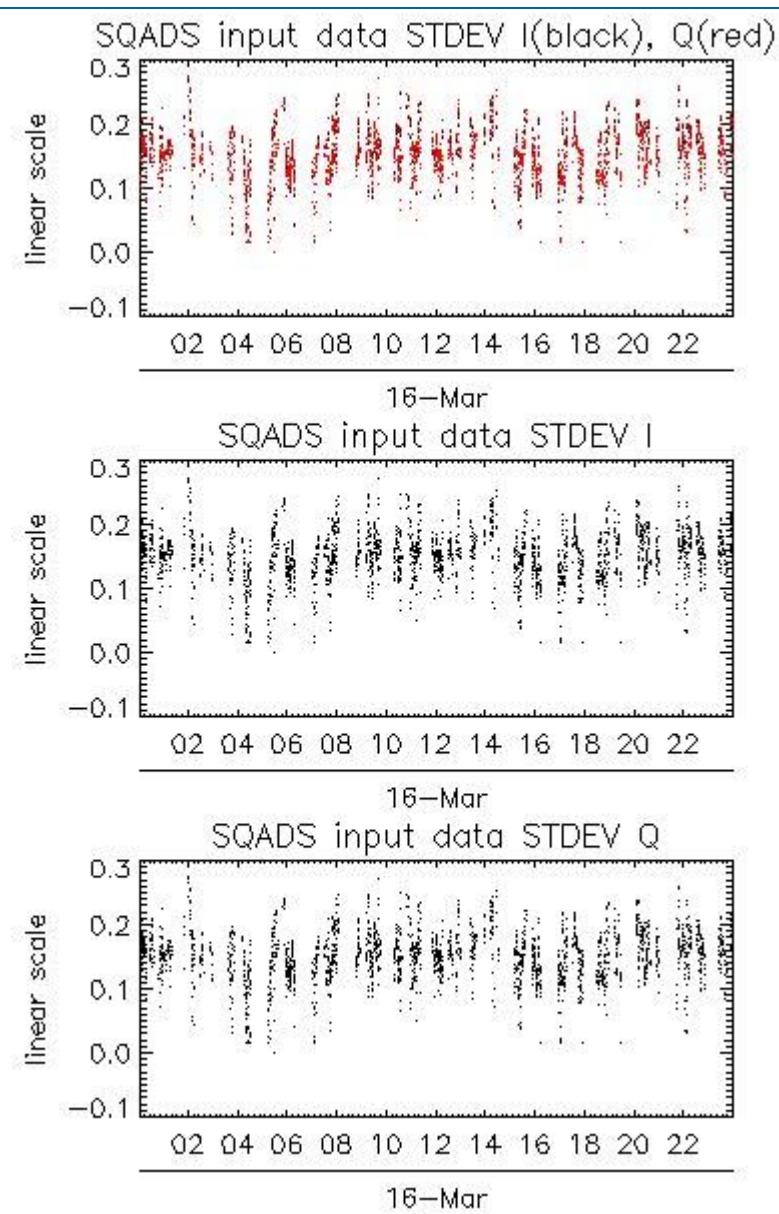 SQADS input data STDEV I(black), Q(red)
0.3
0.2
0.1
0.0
−0.1
linear scale
02 04 06 08 10 12 14 16 18 20 22
16−Mar
SQADS input data STDEV I
0.3
0.2
0.1
0.0
−0.1
linear scale
02 04 06 08 10 12 14 16 18 20 22
16−Mar
SQADS input data STDEV Q
0.3
0.2
0.1
0.0
−0.1
linear scale
02 04 06 08 10 12 14 16 18 20 22
16−Mar